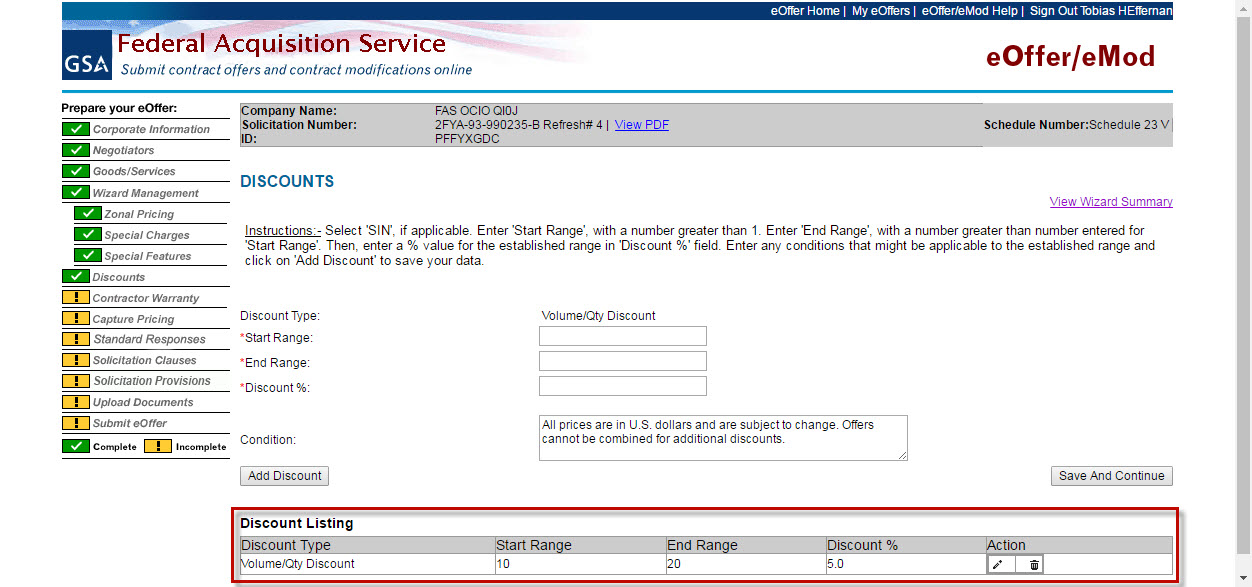 eOffer Home | My eOffers | eOffer/eMod Help | Sign Out Tobias HEffernan
GSA
Federal Acquisition Service
Submit contract offers and contract modifications online
eOffer/eMod
Prepare your eOffer:
Corporate Information
Negotiators
Goods/Services
Wizard Management
Zonal Pricing
Special Charges
Special Features
Discounts
Contractor Warranty
Capture Pricing
Standard Responses
Solicitation Clauses
Solicitation Provisions
Upload Documents
Submit eOffer
Complete Incomplete
Company Name: FAS OCIO QI0J
Solicitation Number: 2FYA-93-990235-B Refresh# 4 | View PDF Schedule Number:Schedule 23 V
ID: PFFYXGDC
DISCOUNTS
View Wizard Summary
Instructions:- Select 'SIN', if applicable. Enter 'Start Range', with a number greater than 1. Enter 'End Range', with a number greater than number entered for
'Start Range'. Then, enter a % value for the established range in 'Discount %' field. Enter any conditions that might be applicable to the established range and
click on 'Add Discount' to save your data.
Discount Type: Volume/Qty Discount
*Start Range:
*End Range:
*Discount %:
Condition:
All prices are in U.S. dollars and are subject to change. Offers
cannot be combined for additional discounts.
Add Discount Save And Continue
Discount Listing
Discount Type Start Range End Range Discount % Action
Volume/Qty Discount 10 20 5.0